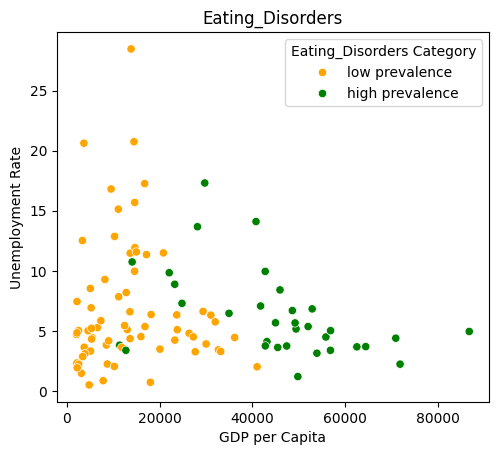 Eating_Disorders
Eating_Disorders Category
low prevalence
high prevalence
Unemployment Rate
25
20
15
10
5
0
0 20000 40000 60000 80000
GDP per Capita